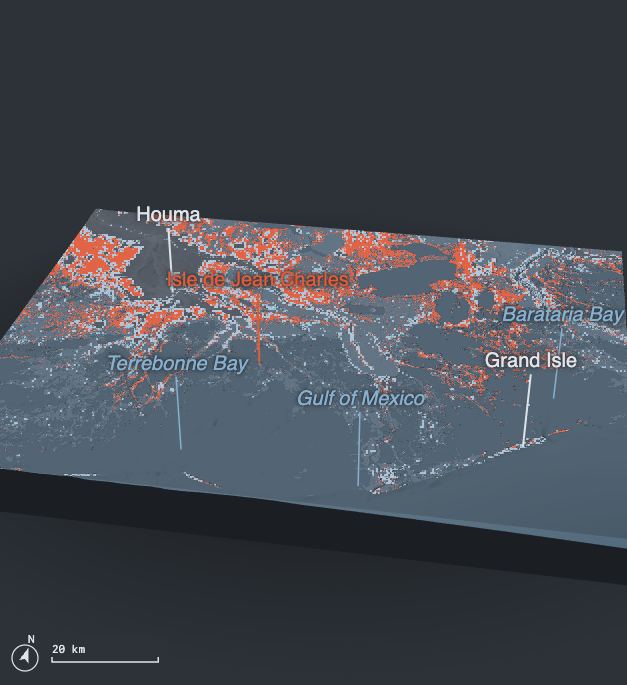 Houma
Isle de Jean Charles
Barataria Bay
Terrebonne Bay
Grand Isle
Gulf of Mexico
N
20 km